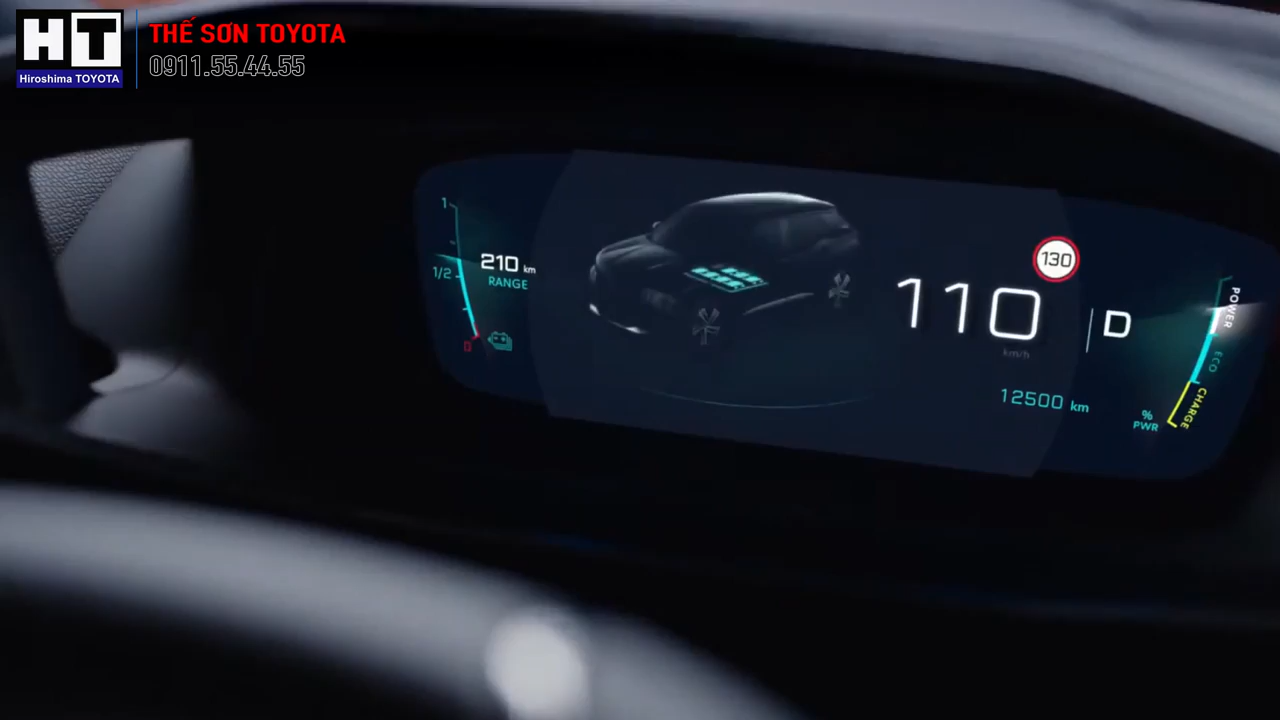 HT
Hiroshima TOYOTA
THẾ SƠN TOYOTA
0911.55.44.55
1
1/2
0
210 km
RANGE
130
110
km/h
D
12500 km
%
PWR
POWER
ECO
CHARGE